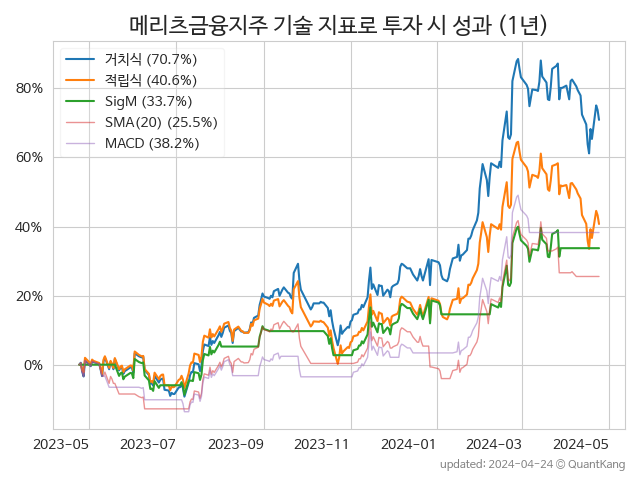 메리츠금융지주 기술 지표로 투자 시 성과 (1년)
거치식 (70.7%)
적립식 (40.6%)
SigM (33.7%)
SMA(20) (25.5%)
MACD (38.2%)
80%
60%
40%
20%
0%
2023-05 2023-07 2023-09 2023-11 2024-01 2024-03 2024-05
updated: 2024-04-24 © QuantKang